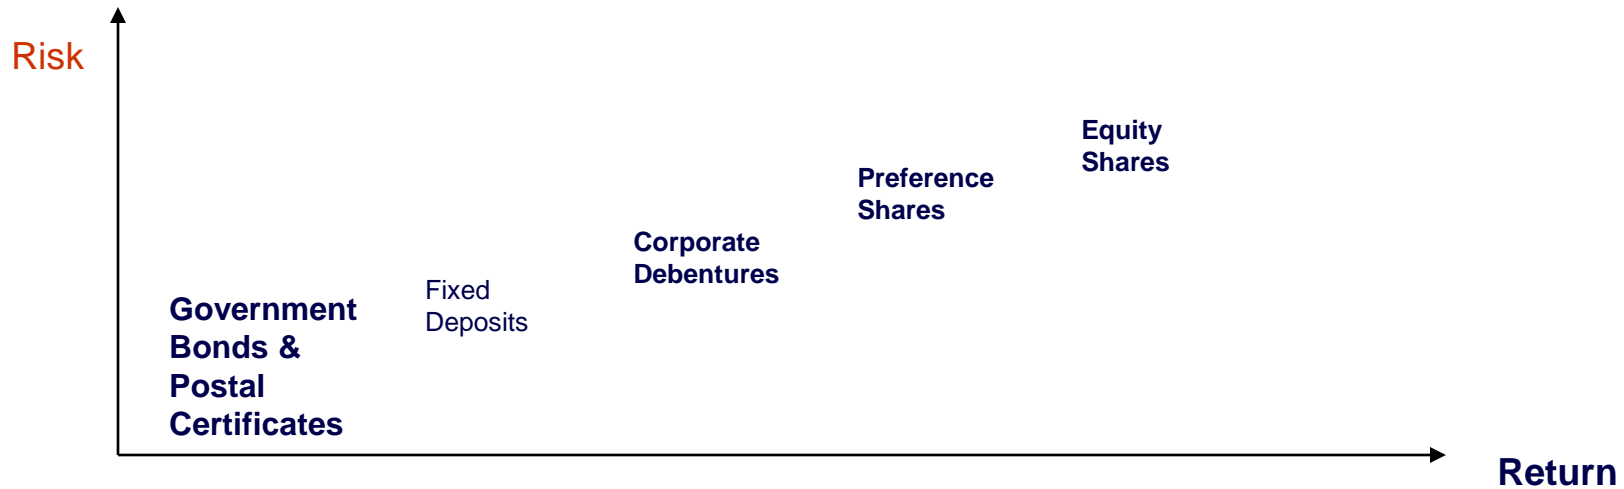 Risk
Equity
Shares
Preference
Shares
Corporate
Debentures
Fixed
Deposits
Government
Bonds &
Postal
Certificates
Return